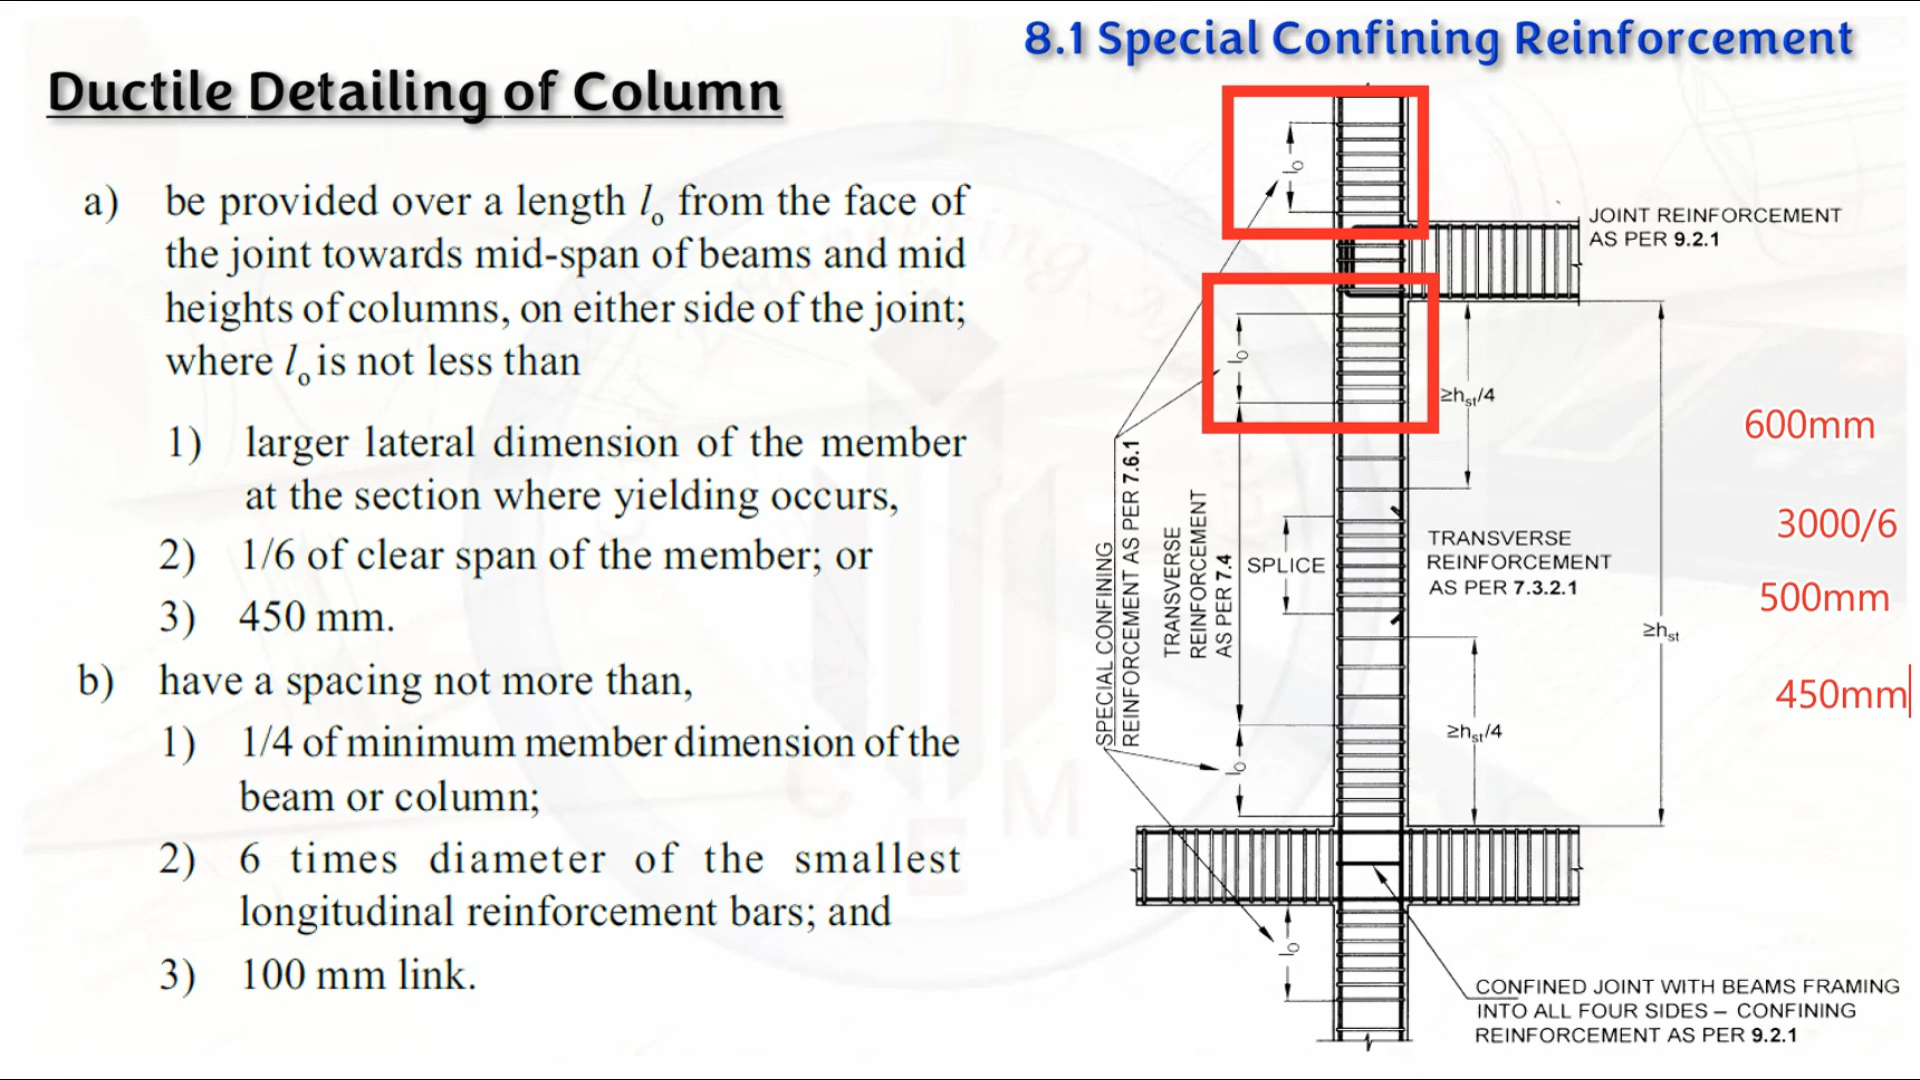 8.1 Special Confining Reinforcement
Ductile Detailing of Column
a) be provided over a length lo from the face of
the joint towards mid-span of beams and mid
heights of columns, on either side of the joint;
where lo is not less than
1) larger lateral dimension of the member
at the section where yielding occurs,
2) 1/6 of clear span of the member; or
3) 450 mm.
b) have a spacing not more than,
1) 1/4 of minimum member dimension of the
beam or column;
2) 6 times diameter of the smallest
longitudinal reinforcement bars; and
3) 100 mm link.
lo
JOINT REINFORCEMENT
AS PER 9.2.1
lo
≥hst/4
600mm
3000/6
500mm
450mm
SPECIAL CONFINING
REINFORCEMENT AS PER 7.6.1
TRANSVERSE
REINFORCEMENT
AS PER 7.4
SPLICE
TRANSVERSE
REINFORCEMENT
AS PER 7.3.2.1
≥hst
≥hst/4
lo
lo
CONFINED JOINT WITH BEAMS FRAMING
INTO ALL FOUR SIDES – CONFINING
REINFORCEMENT AS PER 9.2.1
C E M